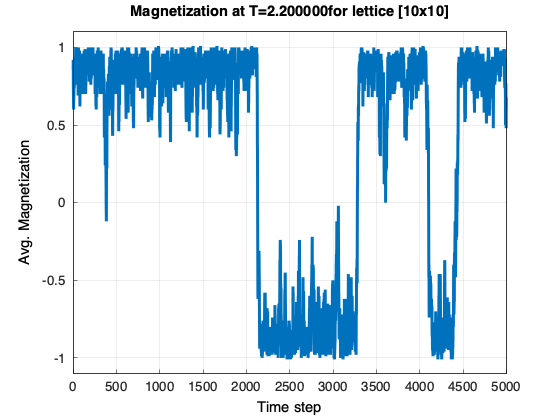 Magnetization at T=2.200000for lettice [10x10]
1
0.5
0
-0.5
-1
Avg. Magnetization
0 500 1000 1500 2000 2500 3000 3500 4000 4500 5000
Time step